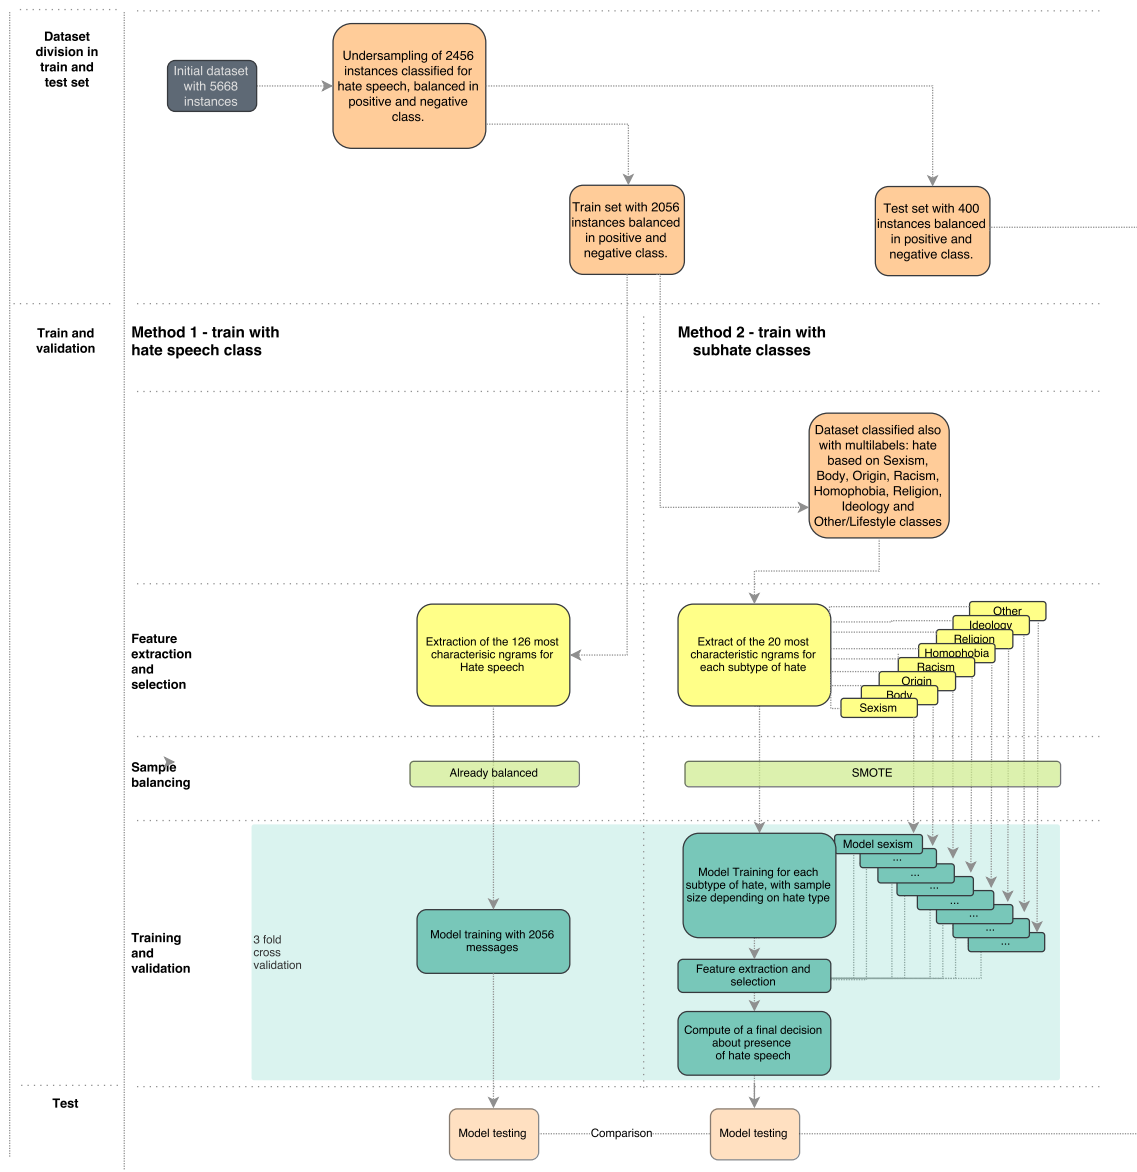 Dataset
division in
train and
test set
Initial dataset
with 5668
instances
Undersampling of 2456
instances classified for
hate speech, balanced in
positive and negative
class.
Train set with 2056
instances balanced
in positive and
negative class.
Test set with 400
instances balanced
in positive and
negative class.
Train and
validation
Method 1 - train with
hate speech class
Method 2 - train with
subhate classes
Dataset classified also
with multilabels: hate
based on Sexism,
Body, Origin, Racism,
Homophobia, Religion,
Ideology and
Other/Lifestyle classes
Feature
extraction
and
selection
Extraction of the 126 most
characteristic ngrams for
Hate speech
Extract of the 20 most
characteristic ngrams for
each subtype of hate
Other
Ideology
Religion
Homophobia
Racism
Origin
Body
Sexism
Sample
balancing
Already balanced
SMOTE
Training
and
validation
3 fold
cross
validation
Model training with 2056
messages
Model Training for each
subtype of hate, with sample
size depending on hate type
Model sexism
...
...
...
...
...
...
...
Feature extraction and
selection
Compute of a final decision
about presence
of hate speech
Test
Model testing
Comparison
Model testing